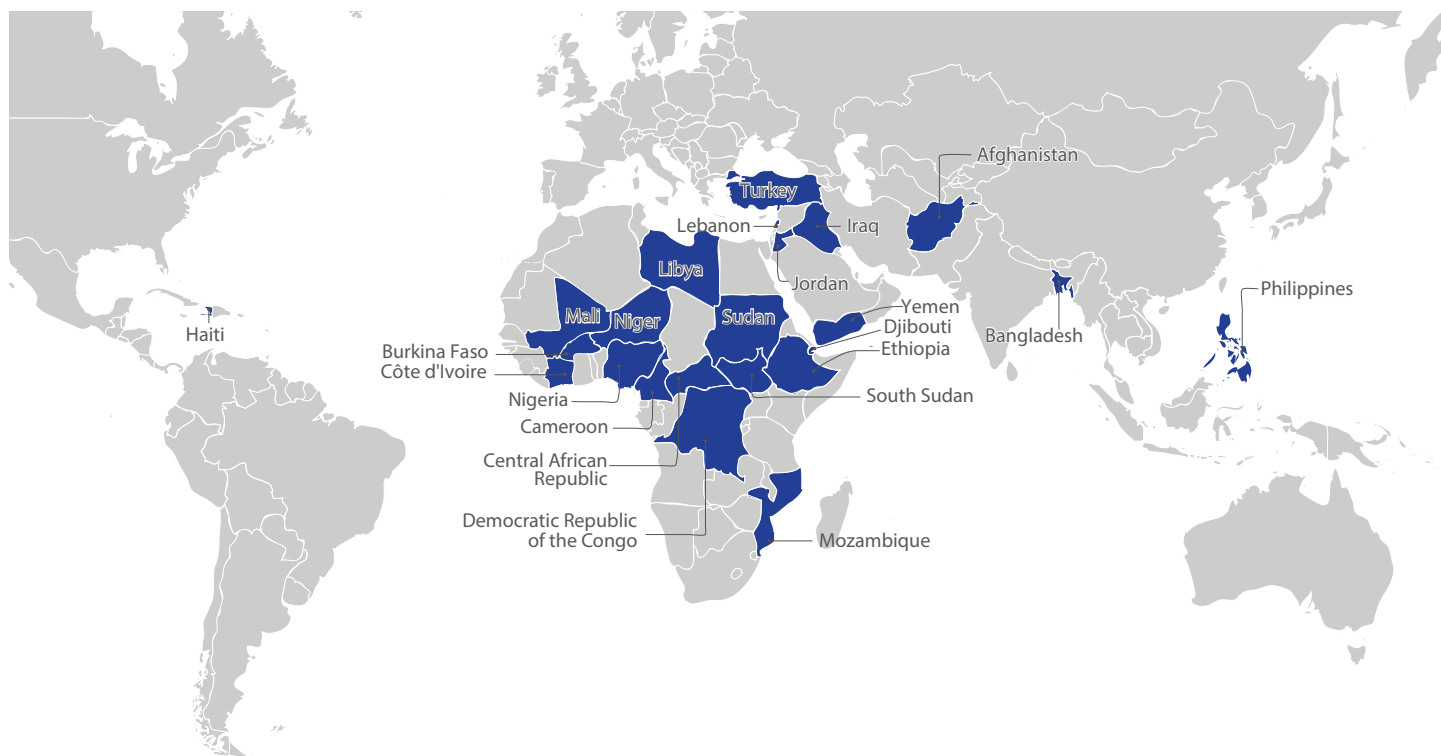 Afghanistan
Turkey
Lebanon
Iraq
Libya
Jordan
Philippines
Yemen
Mali
Niger
Sudan
Djibouti
Haiti
Bangladesh
Ethiopia
Burkina Faso
Côte d'Ivoire
South Sudan
Nigeria
Cameroon
Central African
Republic
Democratic Republic
of the Congo
Mozambique